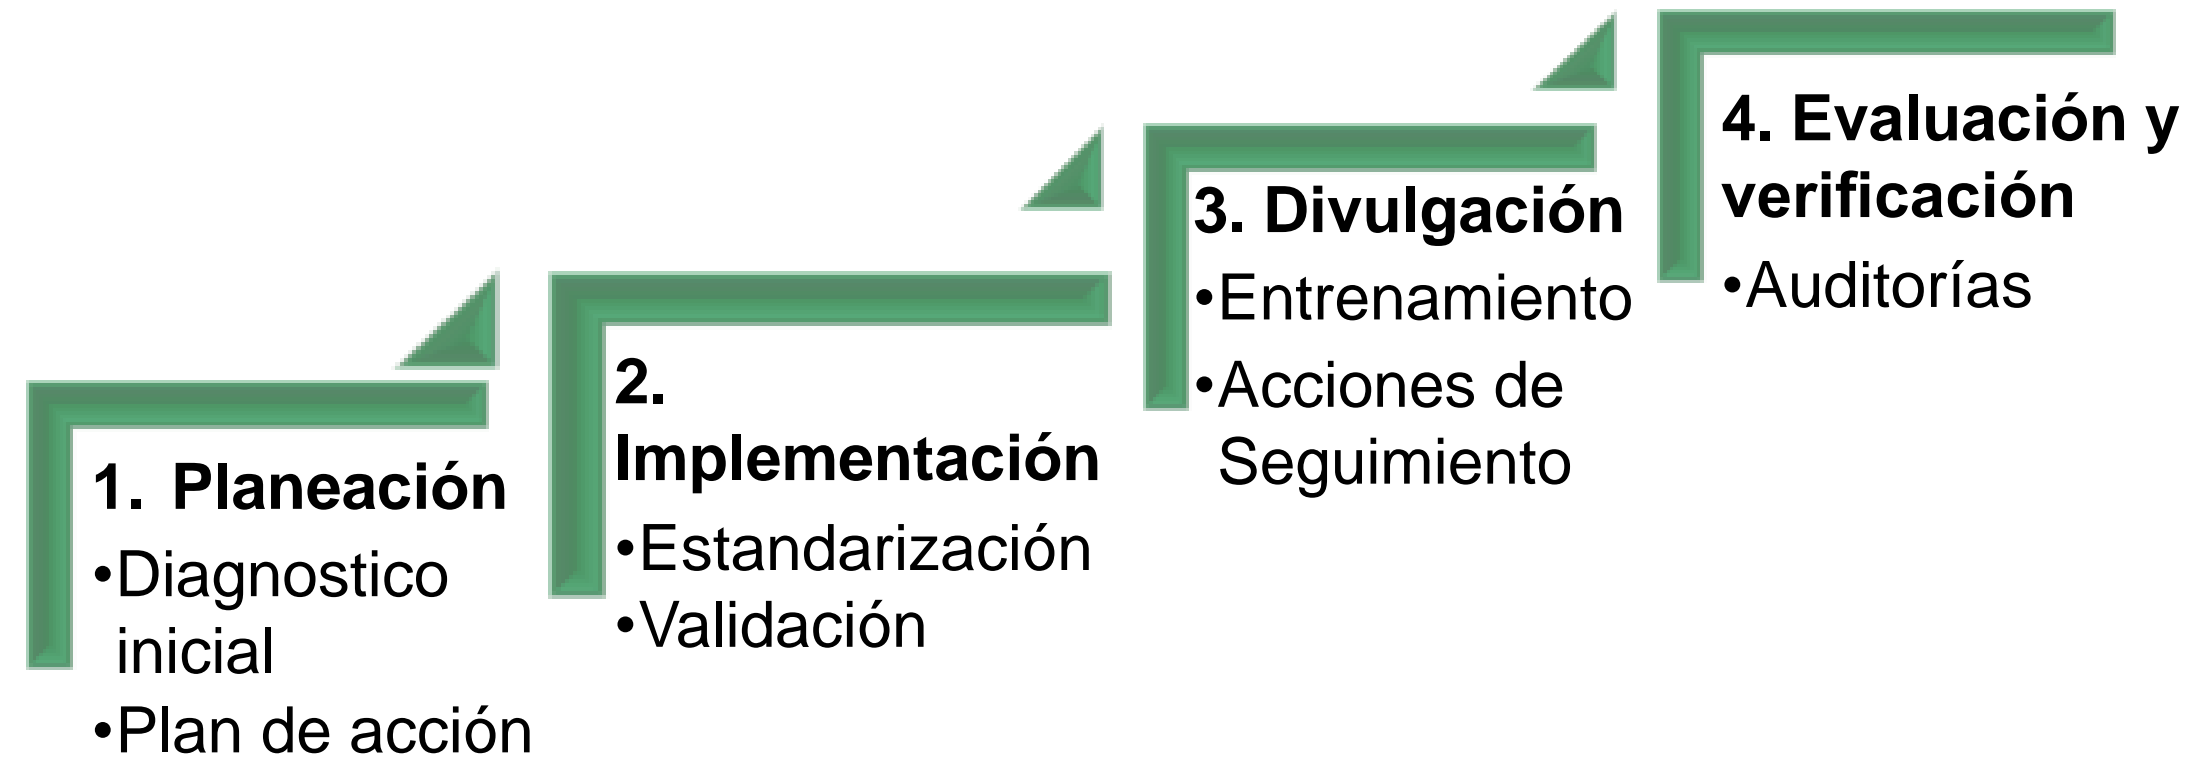 1. Planeación
•Diagnostico
inicial
•Plan de acción
2.
Implementación
•Estandarización
•Validación
3. Divulgación
•Entrenamiento
•Acciones de
Seguimiento
4. Evaluación y
verificación
•Auditorías